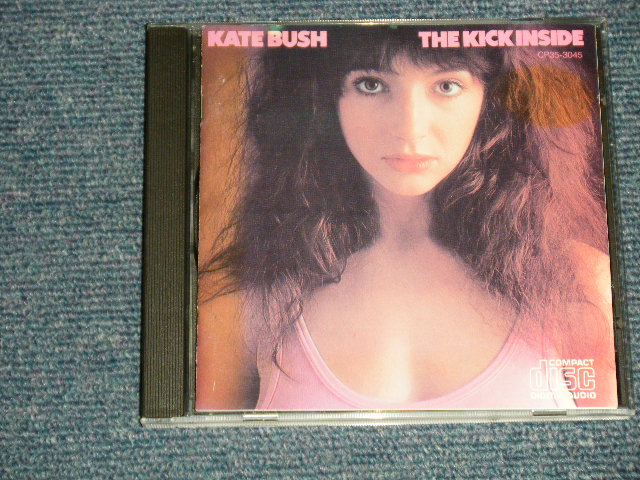 KATE BUSH THE KICK INSIDE
CP35-3045
COMPACT
disc
DIGITAL AUDIO